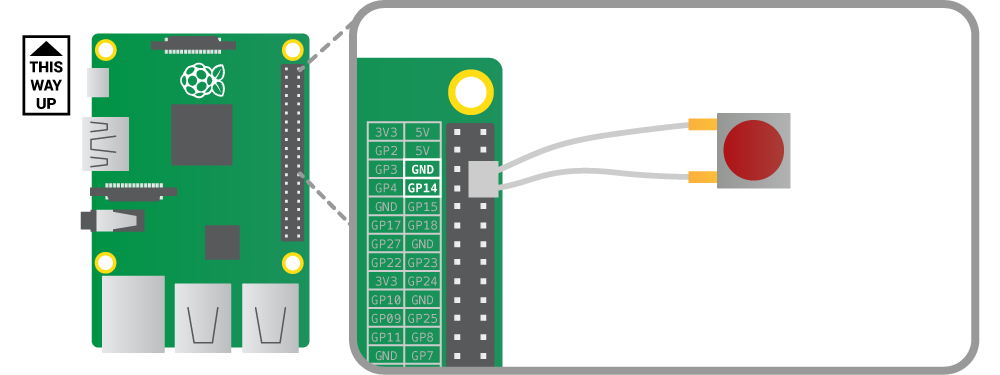 THIS
WAY
UP
3V3 5V
GP2 5V
GP3 GND
GP4 GP14
GND GP15
GP17 GP18
GP27 GND
GP22 GP23
3V3 GP24
GP10 GND
GP09 GP25
GP11 GP8
GND GP7